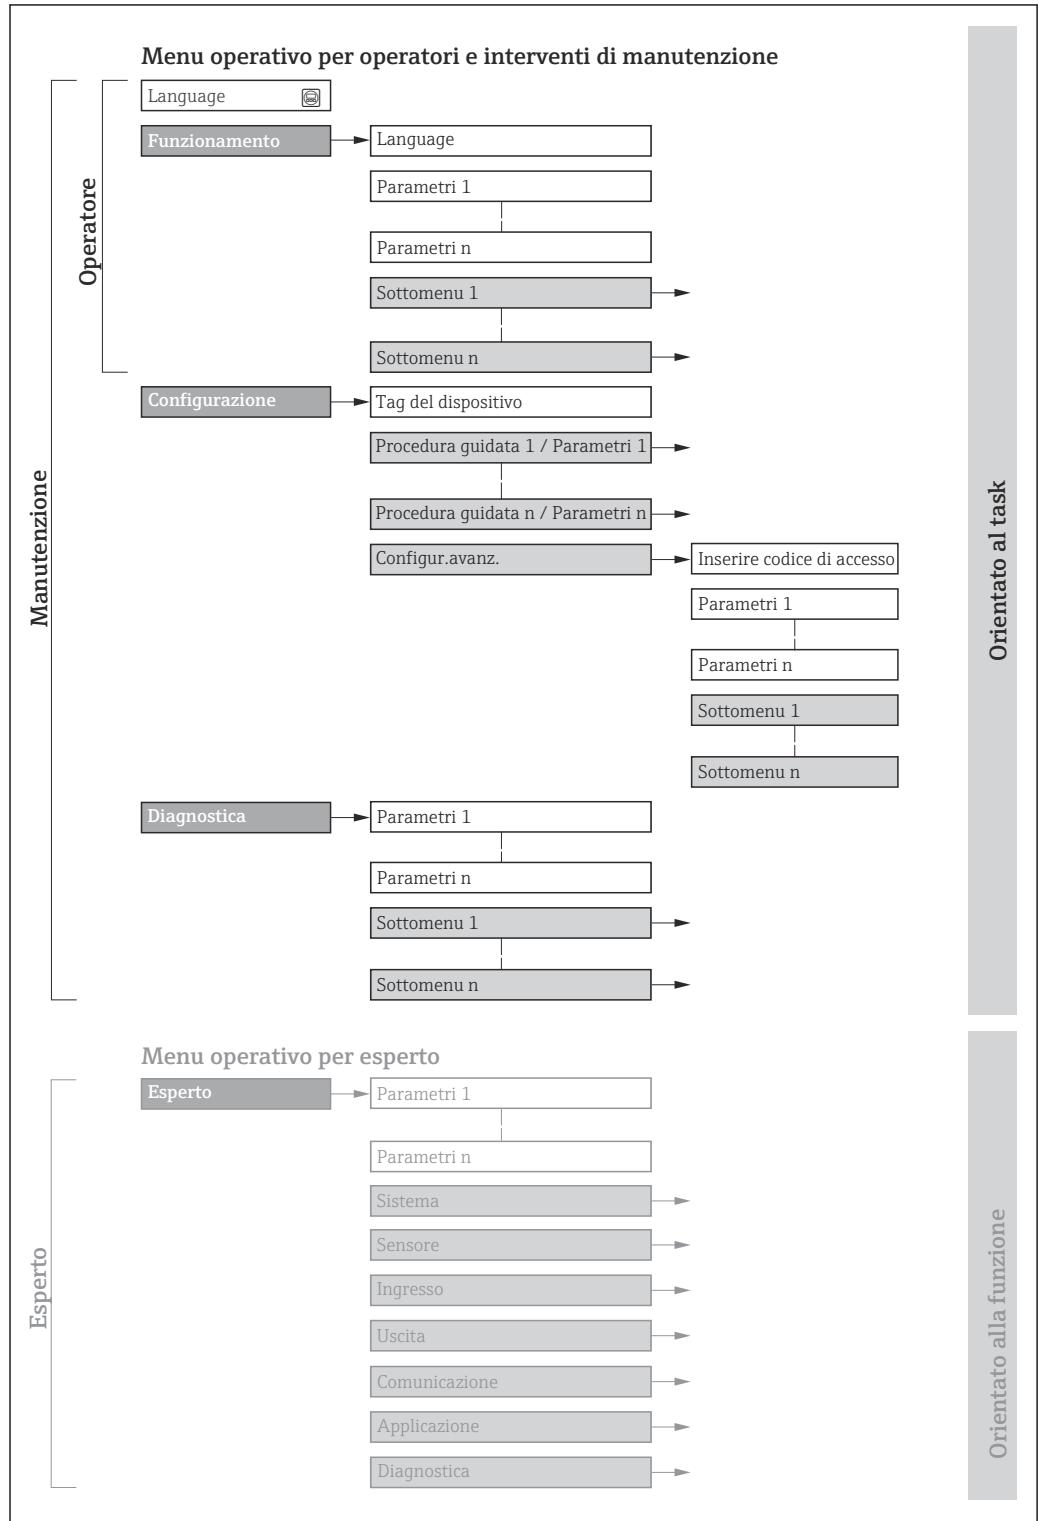 Menu operativo per operatori e interventi di manutenzione
Language
Funzionamento
Language
Parametri 1
Parametri n
Sottomenu 1
Sottomenu n
Operatore
Configurazione
Tag del dispositivo
Procedura guidata 1 / Parametri 1
Procedura guidata n / Parametri n
Configur.avanz.
Inserire codice di accesso
Parametri 1
Parametri n
Sottomenu 1
Sottomenu n
Manutenzione
Orientato al task
Diagnostica
Parametri 1
Parametri n
Sottomenu 1
Sottomenu n
Menu operativo per esperto
Esperto
Parametri 1
Parametri n
Sistema
Sensore
Ingresso
Uscita
Comunicazione
Applicazione
Diagnostica
Esperto
Orientato alla funzione